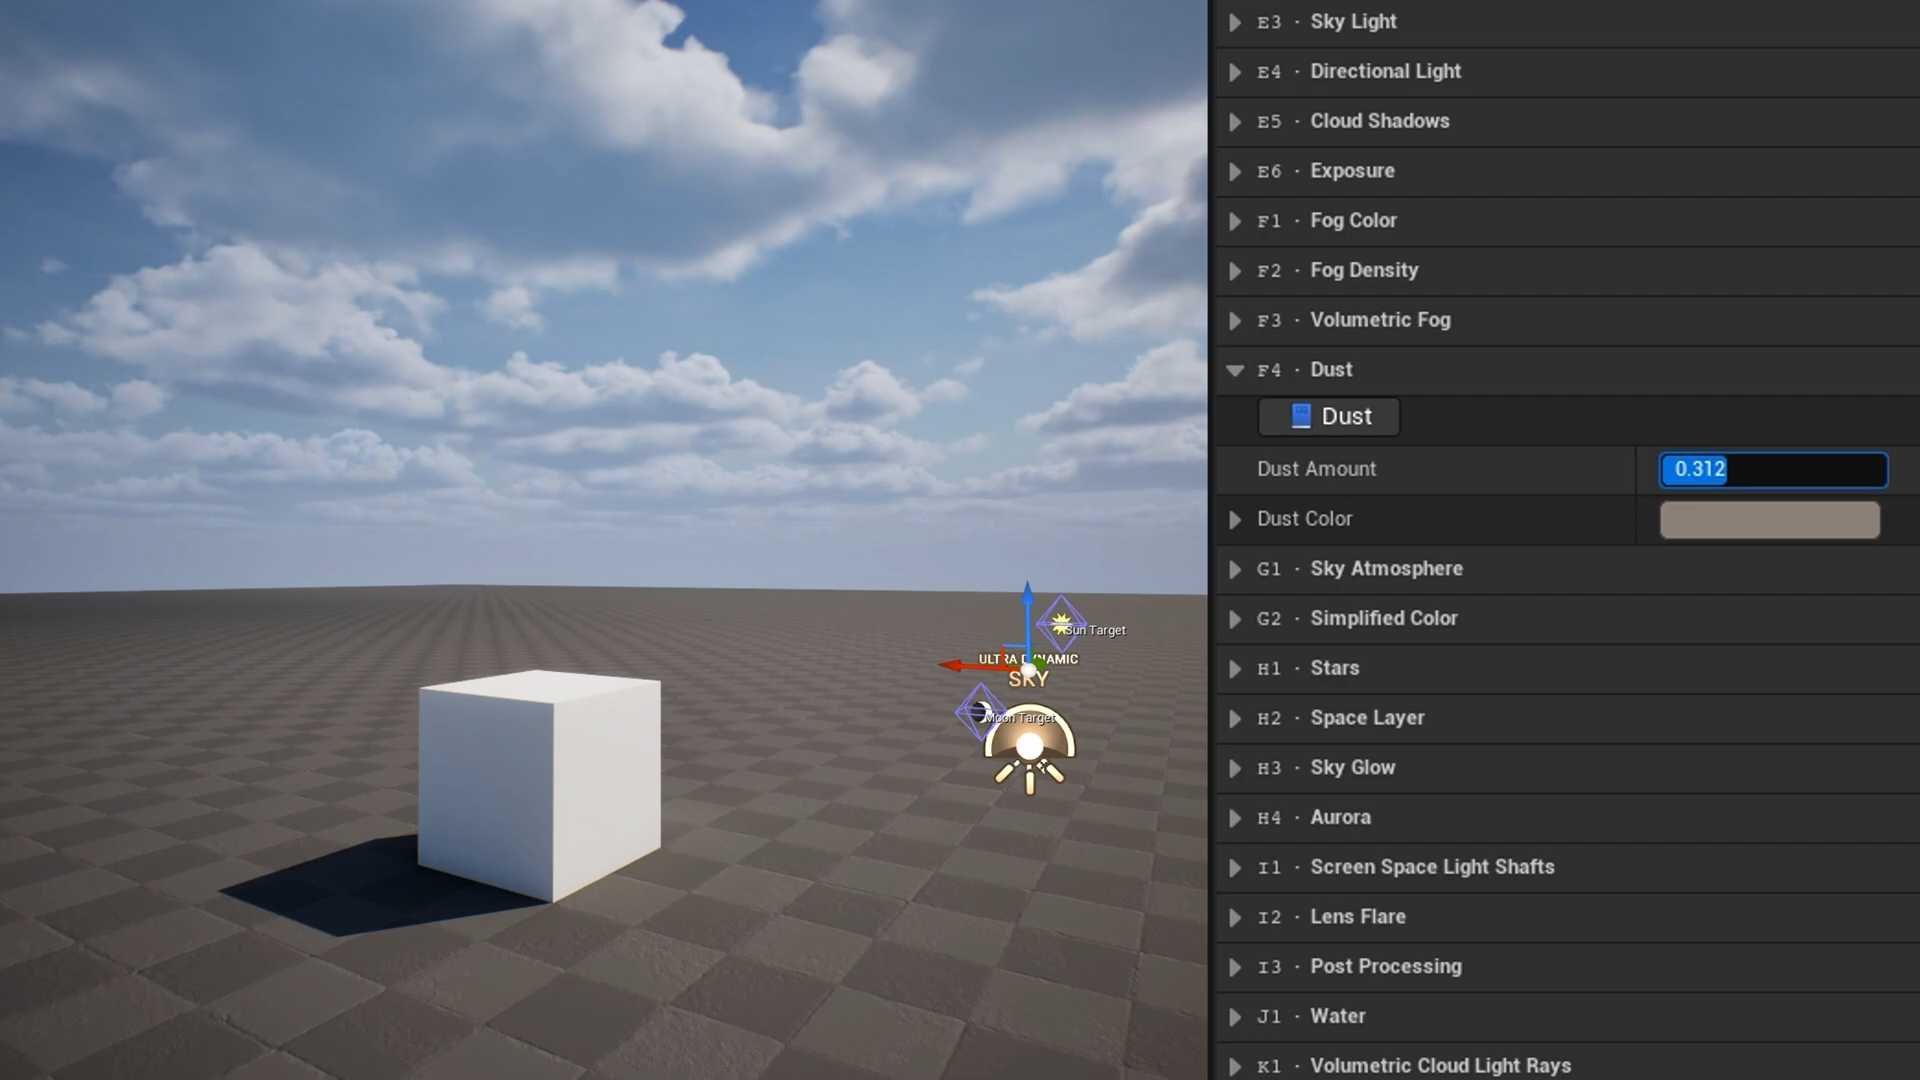 Sun Target
ULTRA DYNAMIC
SKY
Moon Target
E3 · Sky Light
E4 · Directional Light
E5 · Cloud Shadows
E6 · Exposure
F1 · Fog Color
F2 · Fog Density
F3 · Volumetric Fog
F4 · Dust
Dust
Dust Amount 0.312
Dust Color
G1 · Sky Atmosphere
G2 · Simplified Color
H1 · Stars
H2 · Space Layer
H3 · Sky Glow
H4 · Aurora
I1 · Screen Space Light Shafts
I2 · Lens Flare
I3 · Post Processing
J1 · Water
K1 · Volumetric Cloud Light Rays